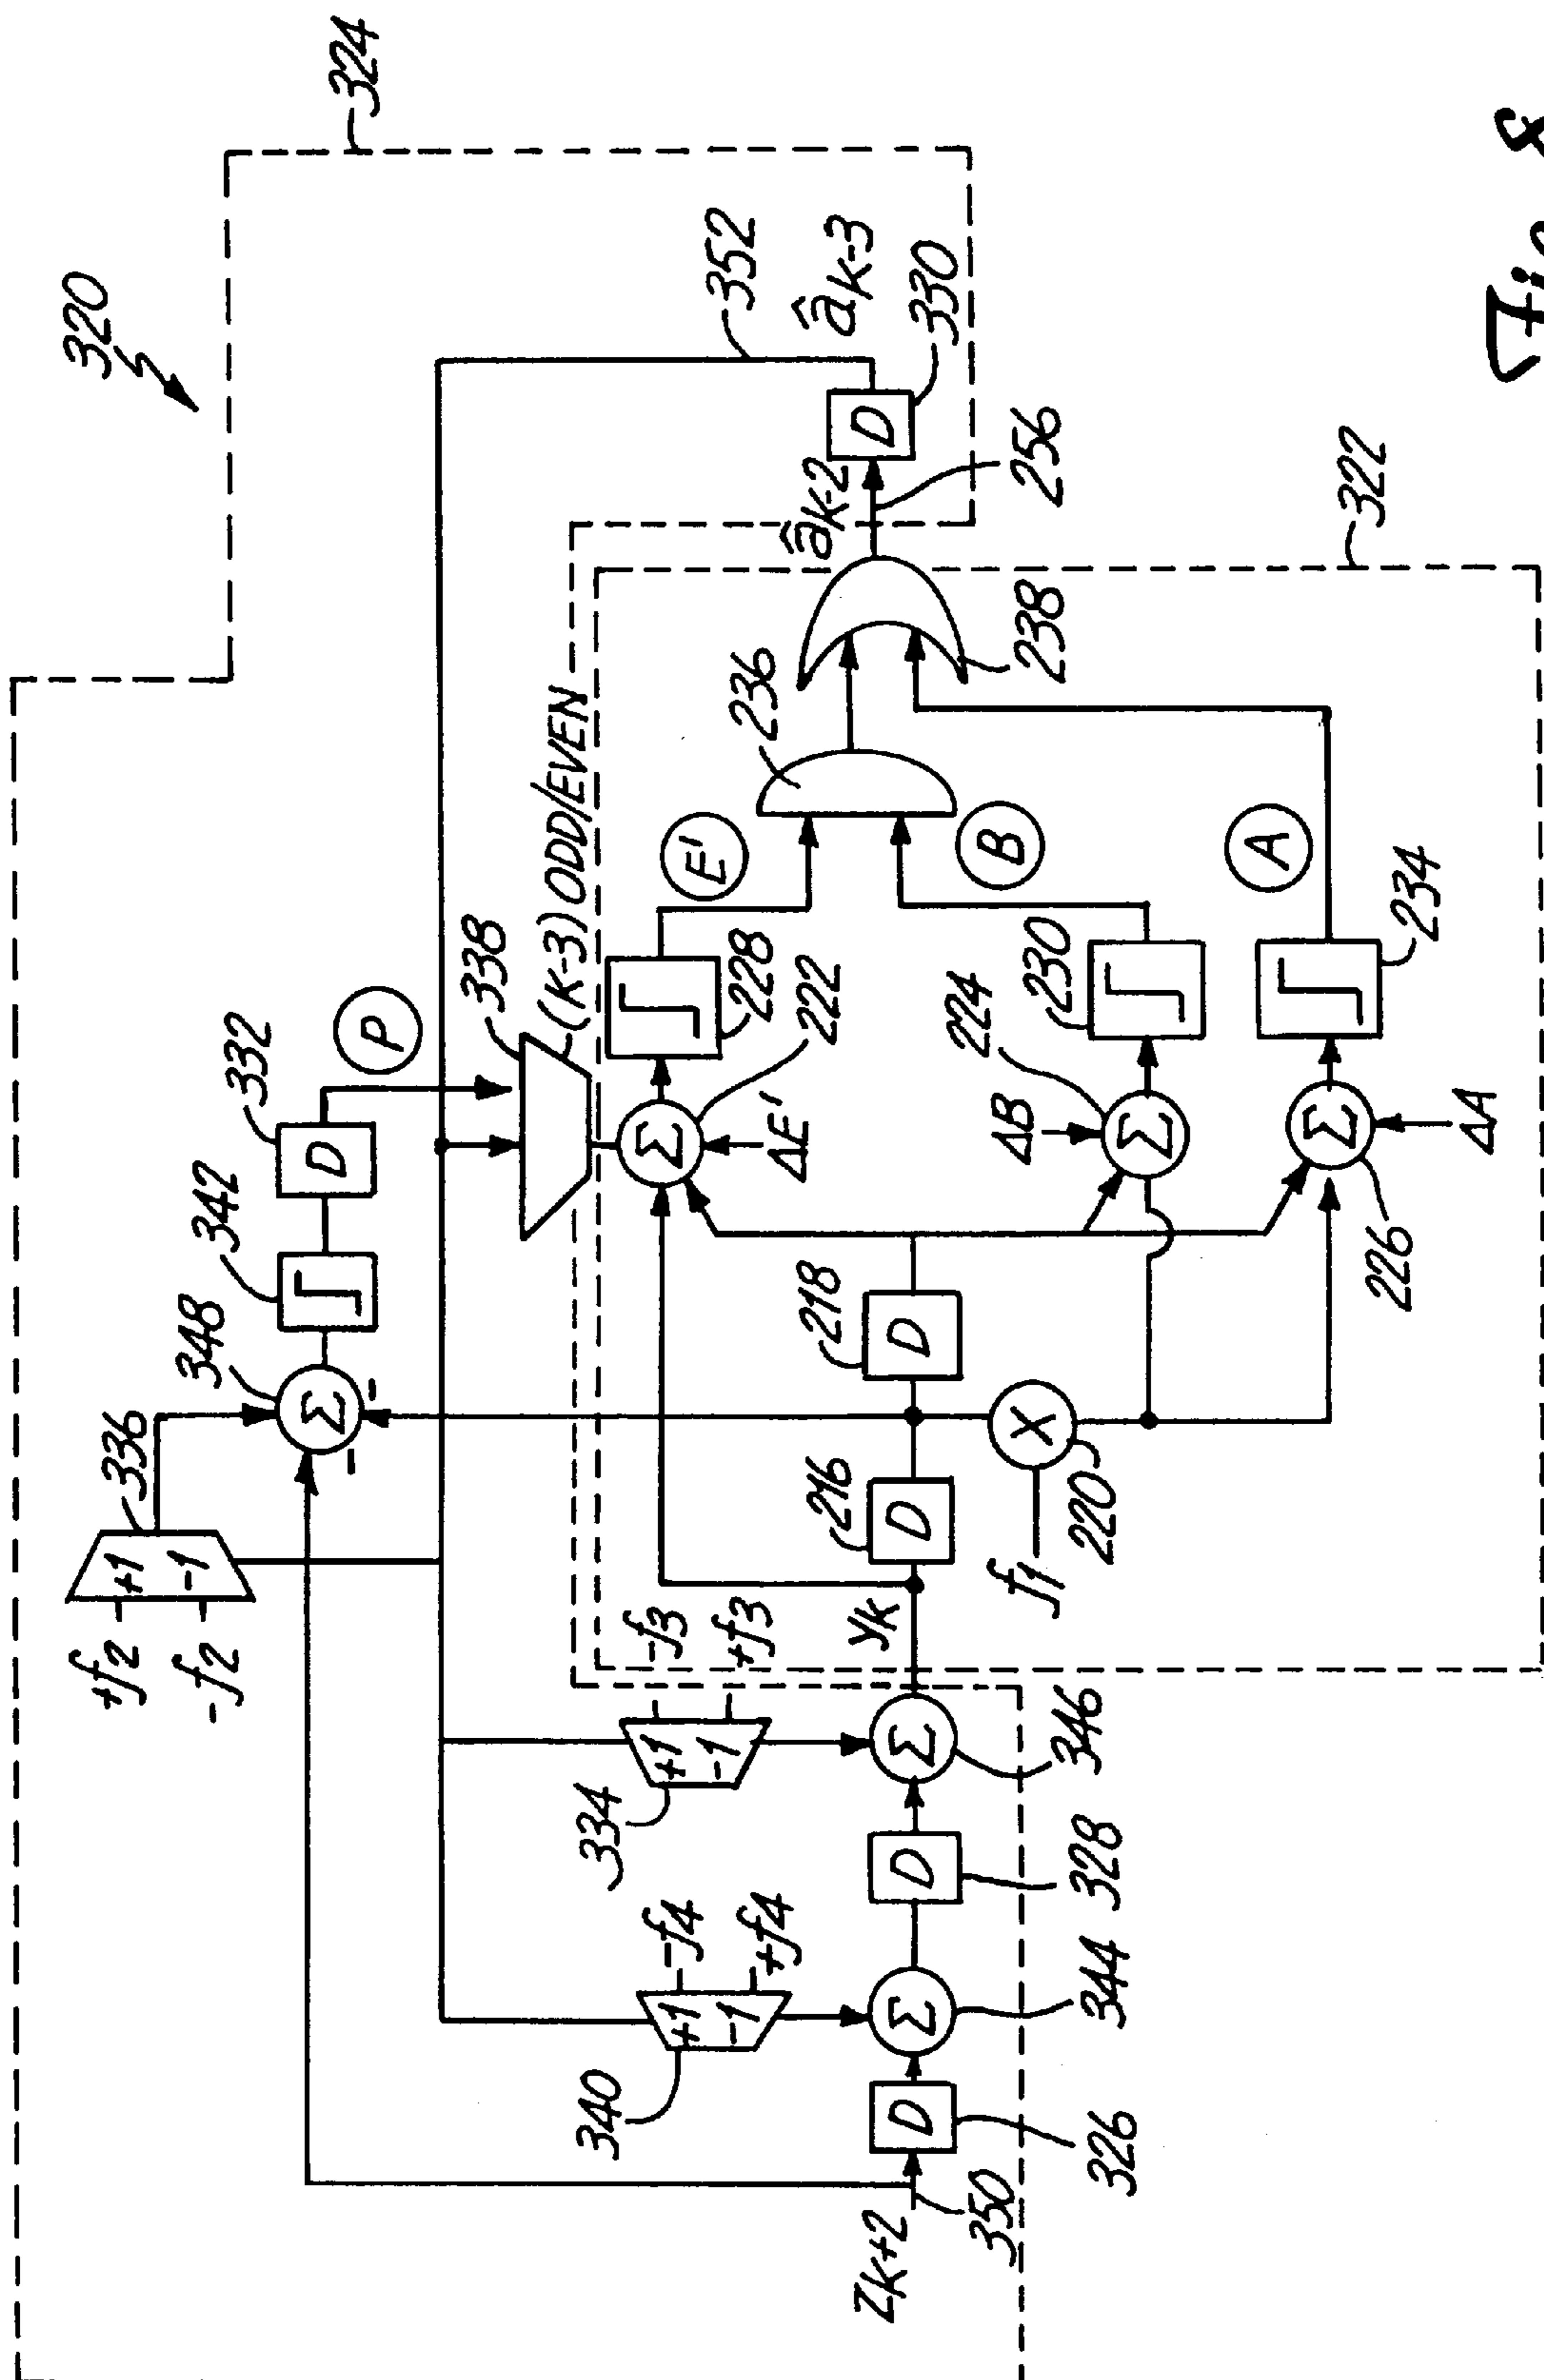 320
324
+f2
-f2
+1
-1
336
348
342
332
D
Σ
-
-
P
352
338
(K-3) ODD/EVEN
340
+1
-1
-f4
+f4
334
+1
-1
-f3
+f3
E'
228
222
ΔE'
Σ
236
âk-2
âk-3
D
330
256
zk+2
350
D
326
Σ
344
D
328
Σ
346
yk
216
D
218
D
f1
X
220
ΔB
224
Σ
230
B
238
A
234
Σ
226
ΔA
322
Fig. 8